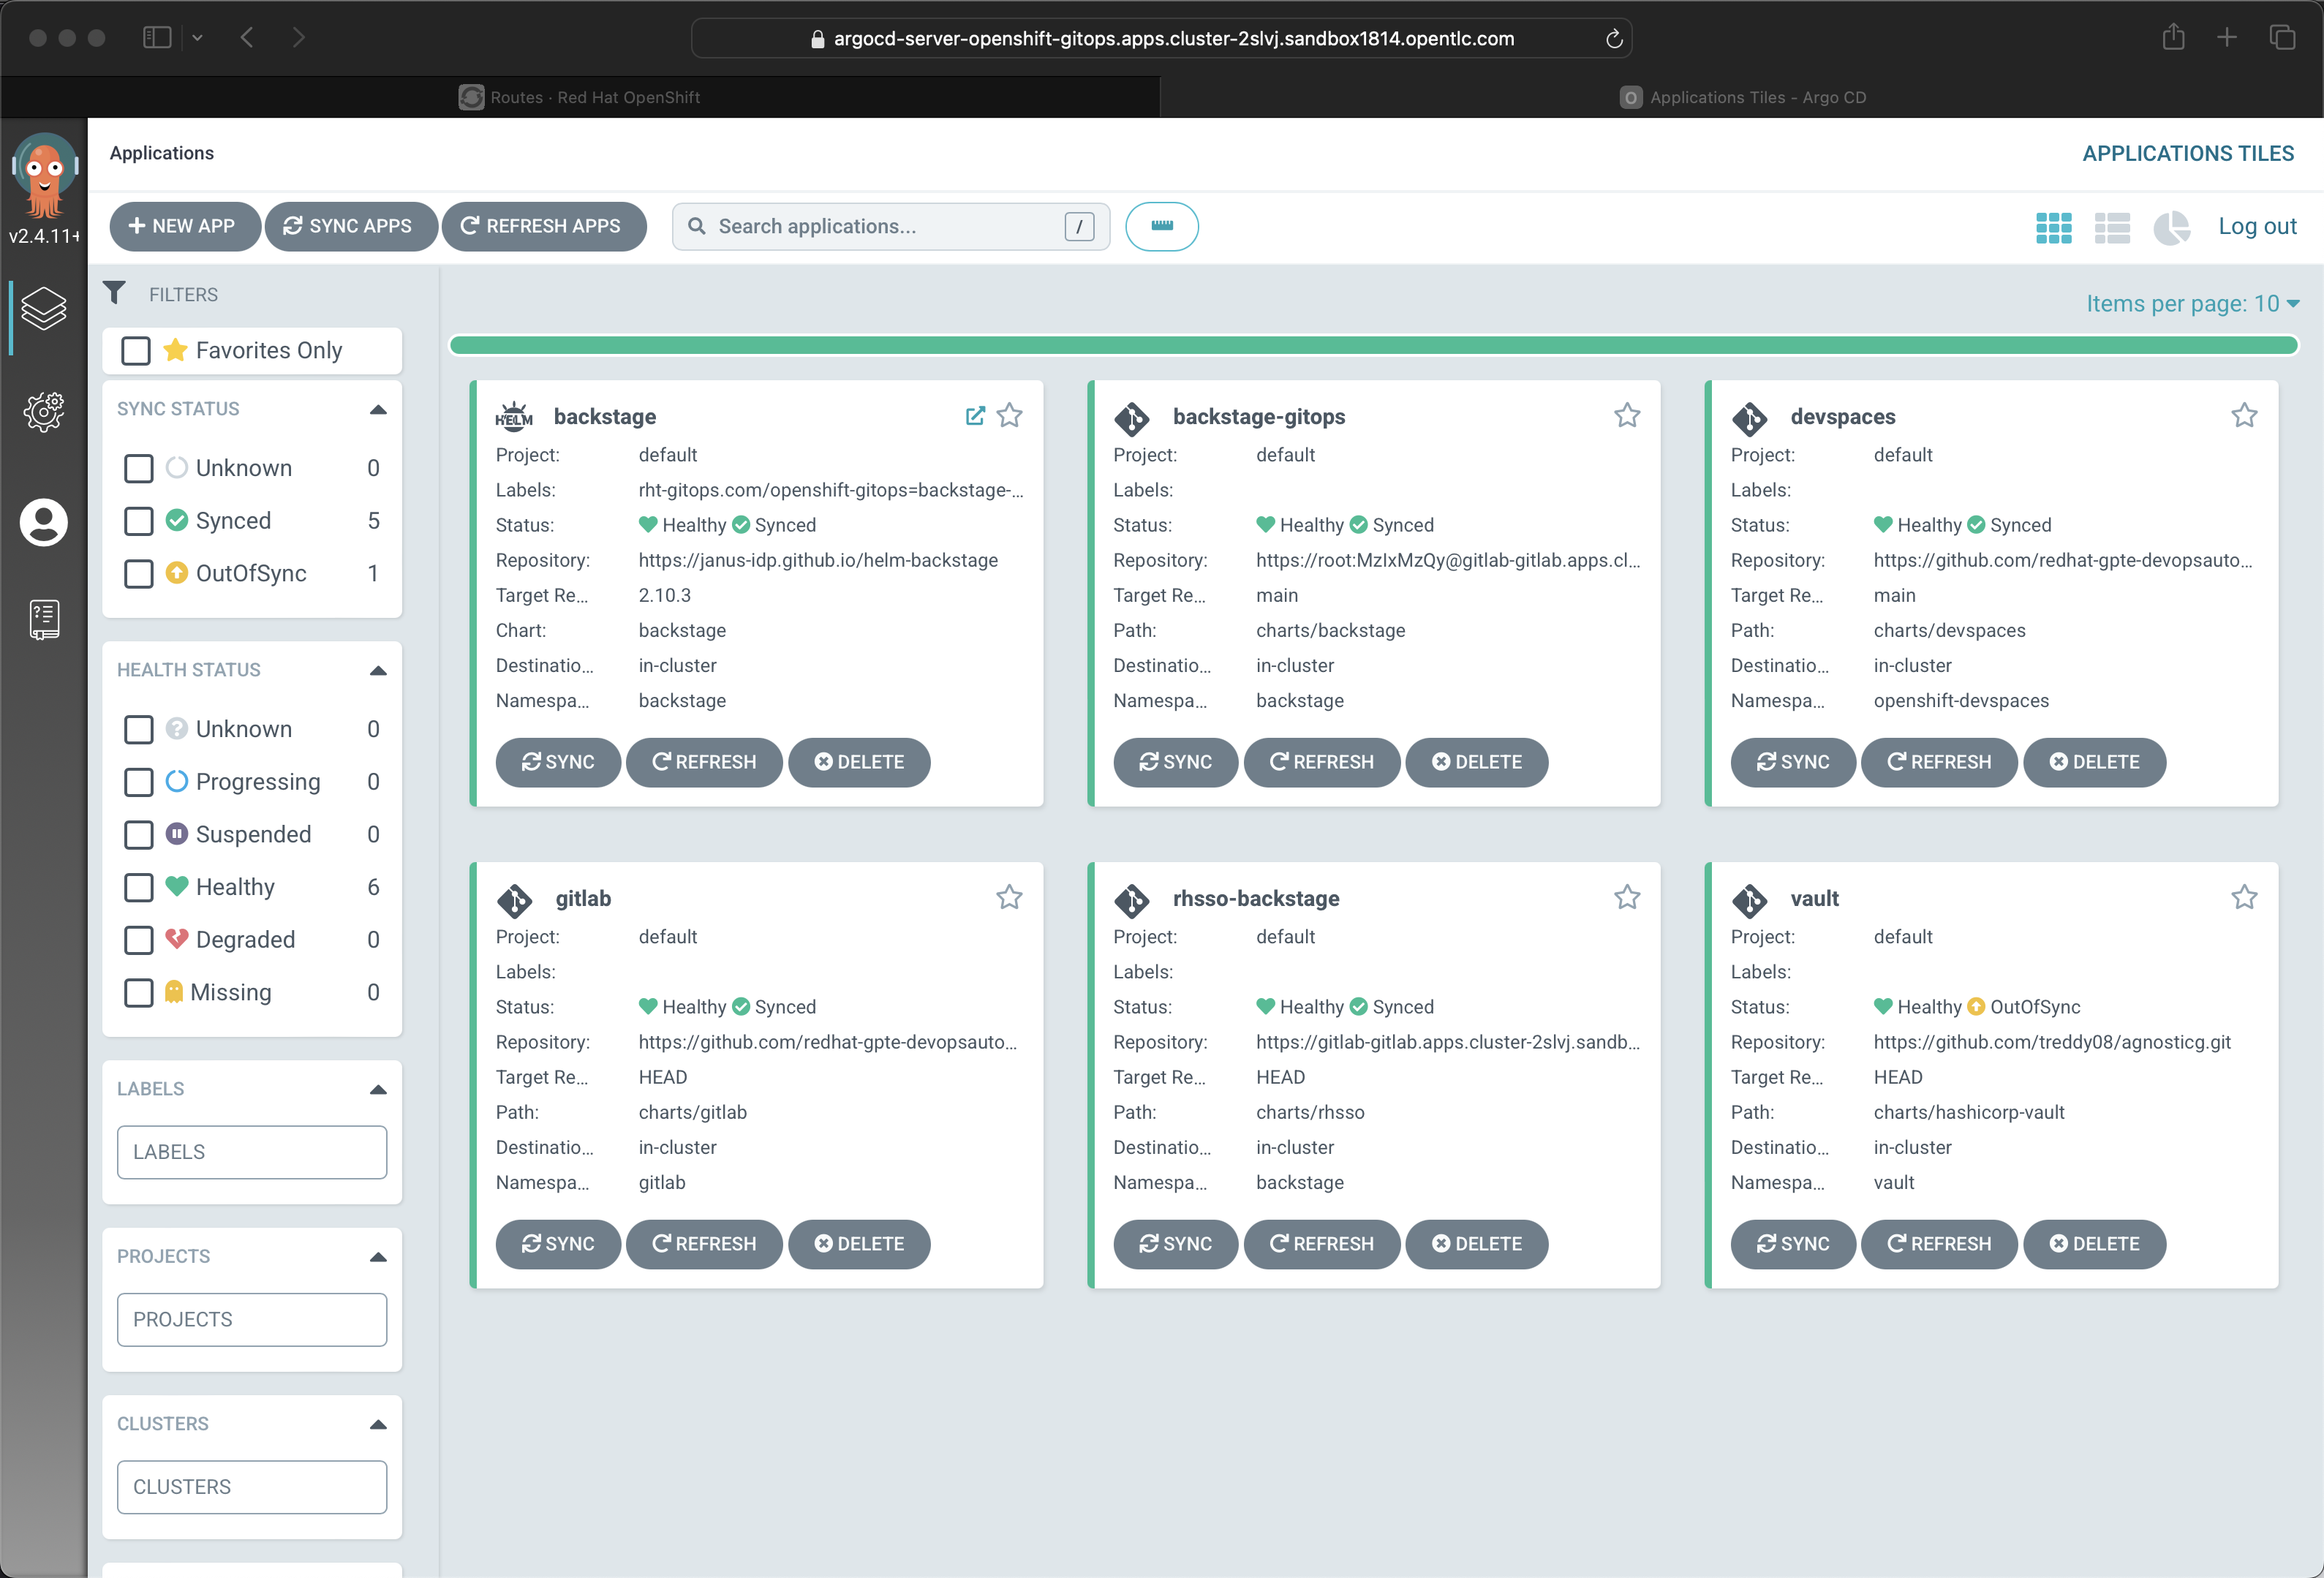 argocd-server-openshift-gitops.apps.cluster-2slvj.sandbox1814.opentlc.com
Routes · Red Hat OpenShift
O Applications Tiles - Argo CD
v2.4.11+
Applications
APPLICATIONS TILES
NEW APP
SYNC APPS
REFRESH APPS
Search applications...
/
Log out
FILTERS
Favorites Only
SYNC STATUS
Unknown 0
Synced 5
OutOfSync 1
HEALTH STATUS
Unknown 0
Progressing 0
Suspended 0
Healthy 6
Degraded 0
Missing 0
LABELS
LABELS
PROJECTS
PROJECTS
CLUSTERS
CLUSTERS
Items per page: 10
HELM backstage
Project: default
Labels: rht-gitops.com/openshift-gitops=backstage-...
Status: Healthy Synced
Repository: https://janus-idp.github.io/helm-backstage
Target Re... 2.10.3
Chart: backstage
Destinatio... in-cluster
Namespa... backstage
SYNC REFRESH DELETE
backstage-gitops
Project: default
Labels:
Status: Healthy Synced
Repository: https://root:MzIxMzQy@gitlab-gitlab.apps.cl...
Target Re... main
Path: charts/backstage
Destinatio... in-cluster
Namespa... backstage
SYNC REFRESH DELETE
devspaces
Project: default
Labels:
Status: Healthy Synced
Repository: https://github.com/redhat-gpte-devopsauto...
Target Re... main
Path: charts/devspaces
Destinatio... in-cluster
Namespa... openshift-devspaces
SYNC REFRESH DELETE
gitlab
Project: default
Labels:
Status: Healthy Synced
Repository: https://github.com/redhat-gpte-devopsauto...
Target Re... HEAD
Path: charts/gitlab
Destinatio... in-cluster
Namespa... gitlab
SYNC REFRESH DELETE
rhsso-backstage
Project: default
Labels:
Status: Healthy Synced
Repository: https://gitlab-gitlab.apps.cluster-2slvj.sandb...
Target Re... HEAD
Path: charts/rhsso
Destinatio... in-cluster
Namespa... backstage
SYNC REFRESH DELETE
vault
Project: default
Labels:
Status: Healthy OutOfSync
Repository: https://github.com/treddy08/agnosticg.git
Target Re... HEAD
Path: charts/hashicorp-vault
Destinatio... in-cluster
Namespa... vault
SYNC REFRESH DELETE